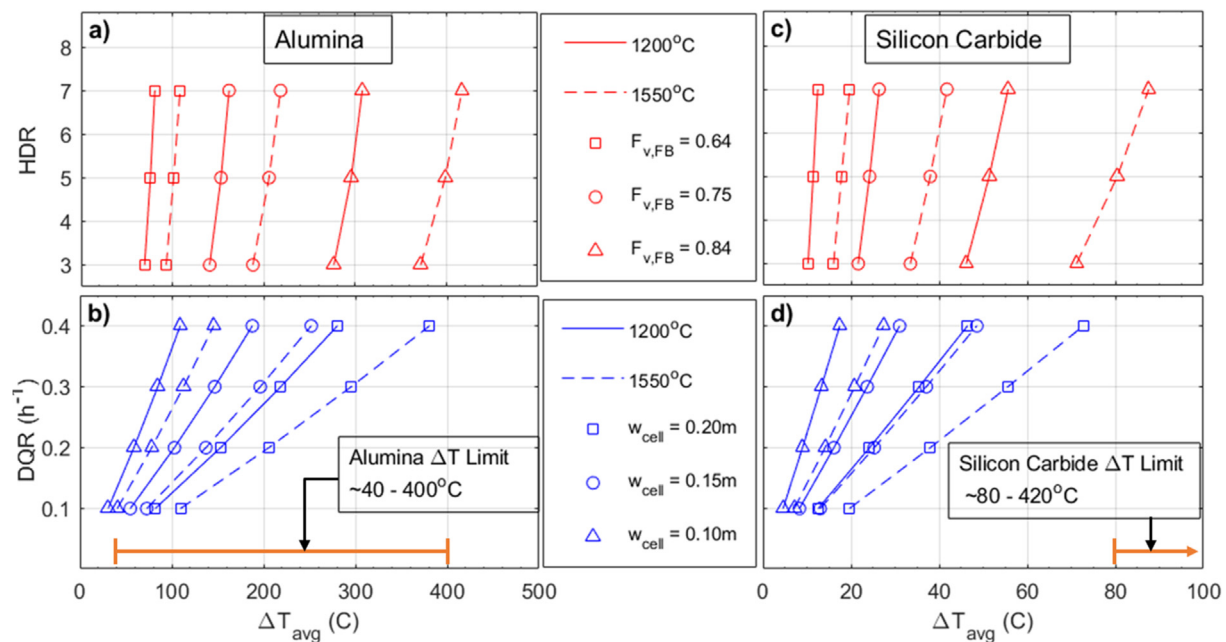 a)
Alumina
8
7
6
5
4
3
HDR
1200°C
1550°C
F_v,FB = 0.64
F_v,FB = 0.75
F_v,FB = 0.84
c)
Silicon Carbide
b)
0.4
0.3
0.2
0.1
DQR (h⁻¹)
Alumina ΔT Limit
~40 - 400°C
0 100 200 300 400 500
ΔT_avg (C)
1200°C
1550°C
w_cell = 0.20m
w_cell = 0.15m
w_cell = 0.10m
d)
Silicon Carbide ΔT Limit
~80 - 420°C
0 20 40 60 80 100
ΔT_avg (C)